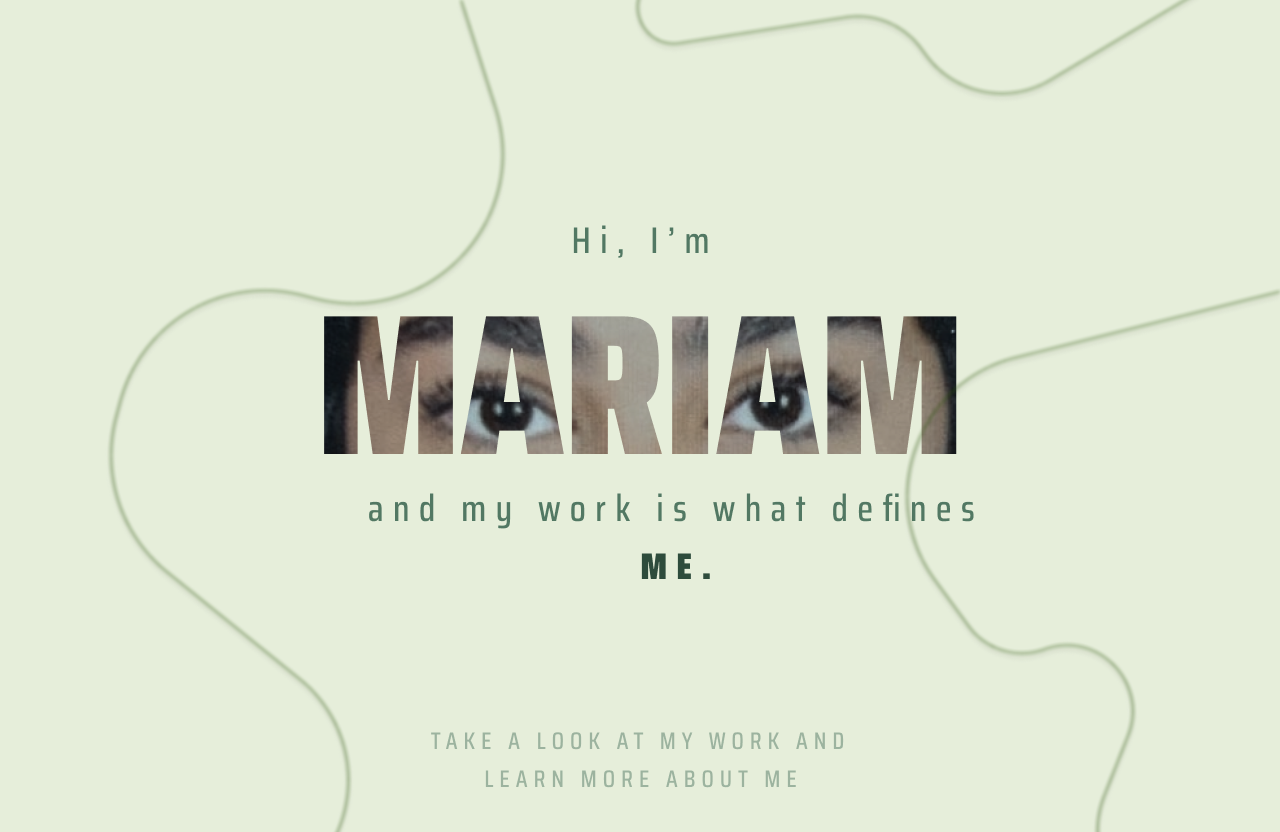 Hi, I’m
MARIAM
and my work is what defines
ME.
TAKE A LOOK AT MY WORK AND
LEARN MORE ABOUT ME